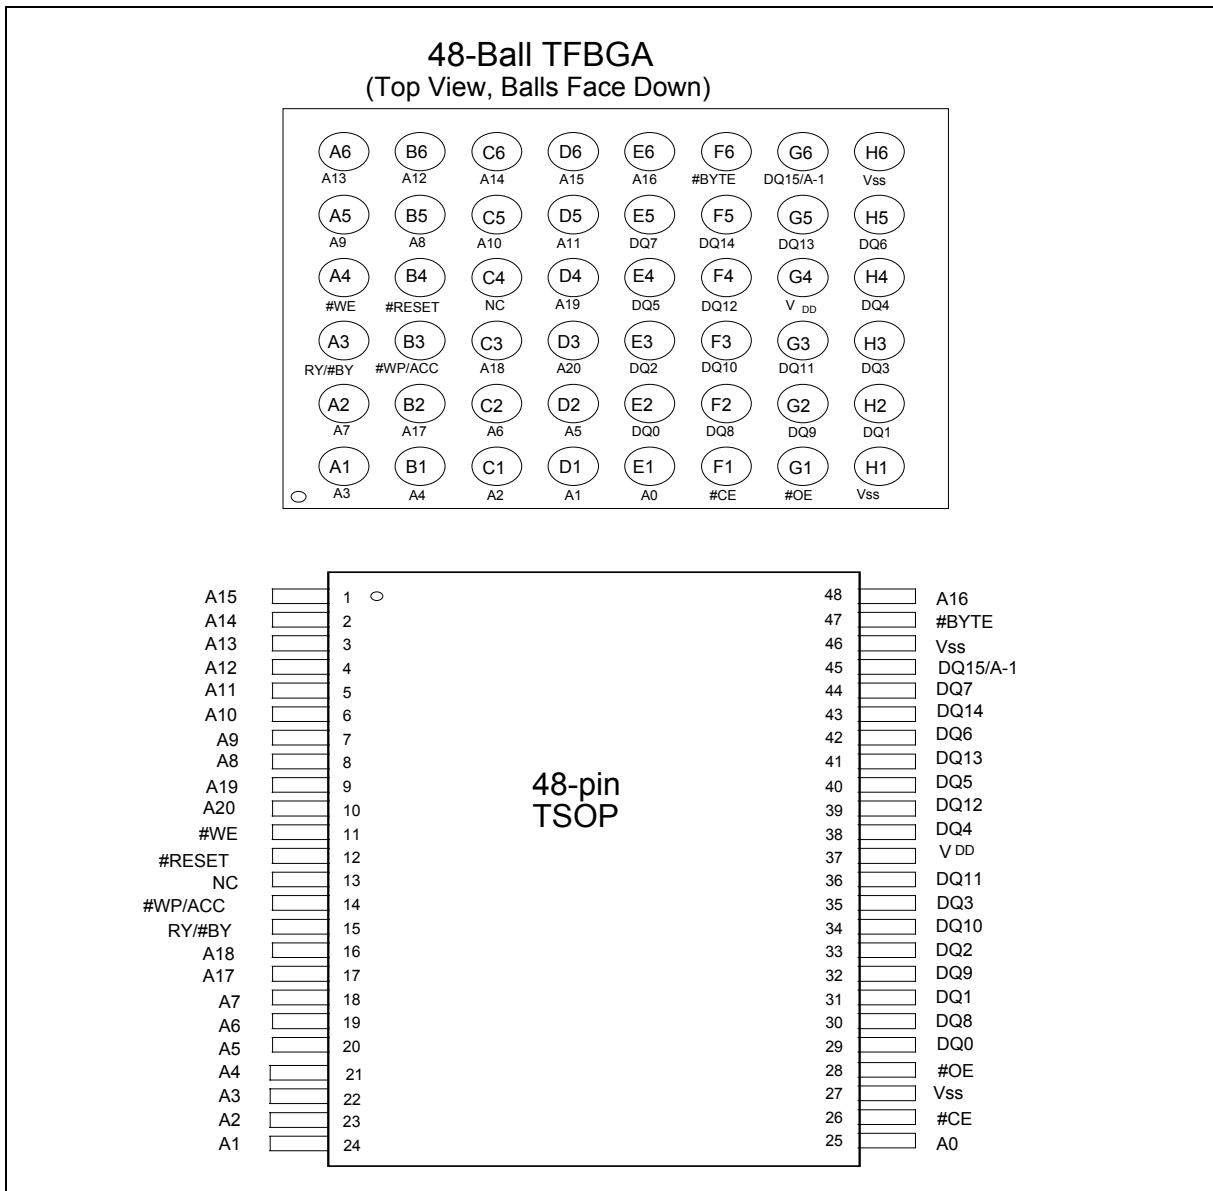 48-Ball TFBGA
(Top View, Balls Face Down)
A6 B6 C6 D6 E6 F6 G6 H6
A13 A12 A14 A15 A16 #BYTE DQ15/A-1 Vss
A5 B5 C5 D5 E5 F5 G5 H5
A9 A8 A10 A11 DQ7 DQ14 DQ13 DQ6
A4 B4 C4 D4 E4 F4 G4 H4
#WE #RESET NC A19 DQ5 DQ12 V DD DQ4
A3 B3 C3 D3 E3 F3 G3 H3
RY/#BY #WP/ACC A18 A20 DQ2 DQ10 DQ11 DQ3
A2 B2 C2 D2 E2 F2 G2 H2
A7 A17 A6 A5 DQ0 DQ8 DQ9 DQ1
A1 B1 C1 D1 E1 F1 G1 H1
A3 A4 A2 A1 A0 #CE #OE Vss
A15 1 48 A16
A14 2 47 #BYTE
A13 3 46 Vss
A12 4 45 DQ15/A-1
A11 5 44 DQ7
A10 6 43 DQ14
A9 7 42 DQ6
A8 8 41 DQ13
A19 9 40 DQ5
A20 10 39 DQ12
#WE 11 38 DQ4
#RESET 12 37 V DD
NC 13 36 DQ11
#WP/ACC 14 35 DQ3
RY/#BY 15 34 DQ10
A18 16 33 DQ2
A17 17 32 DQ9
A7 18 31 DQ1
A6 19 30 DQ8
A5 20 29 DQ0
A4 21 28 #OE
A3 22 27 Vss
A2 23 26 #CE
A1 24 25 A0
48-pin
TSOP